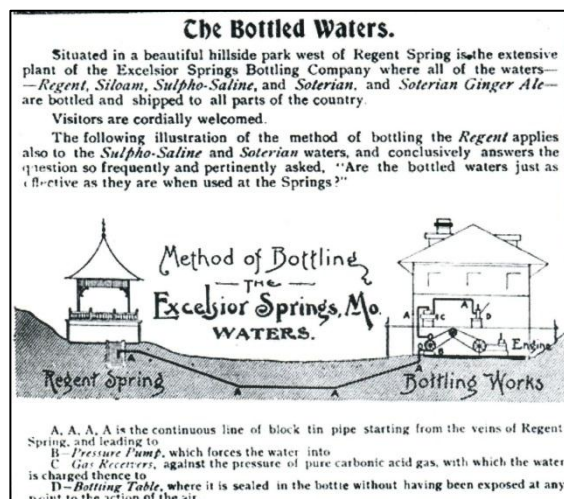 The Bottled Waters.
Situated in a beautiful hillside park west of Regent Spring is the extensive
plant of the Excelsior Springs Bottling Company where all of the waters—
—Regent, Siloam, Sulpho-Saline, and Soterian, and Soterian Ginger Ale—
are bottled and shipped to all parts of the country.
Visitors are cordially welcomed.
The following illustration of the method of bottling the Regent applies
also to the Sulpho-Saline and Soterian waters, and conclusively answers the
question so frequently and pertinently asked, "Are the bottled waters just as
effective as they are when used at the Springs?"
Method of Bottling
THE
Excelsior Springs, Mo.
WATERS.
A
A
A
A
A
C
D
B
Engine
Regent Spring
Bottling Works
A, A, A, A is the continuous line of block tin pipe starting from the veins of Regent
Spring, and leading to
B—Pressure Pump, which forces the water into
C Gas Receivers, against the pressure of pure carbonic acid gas, with which the water
is charged thence to
D—Bottling Table, where it is sealed in the bottle without having been exposed at any
point to the action of the air